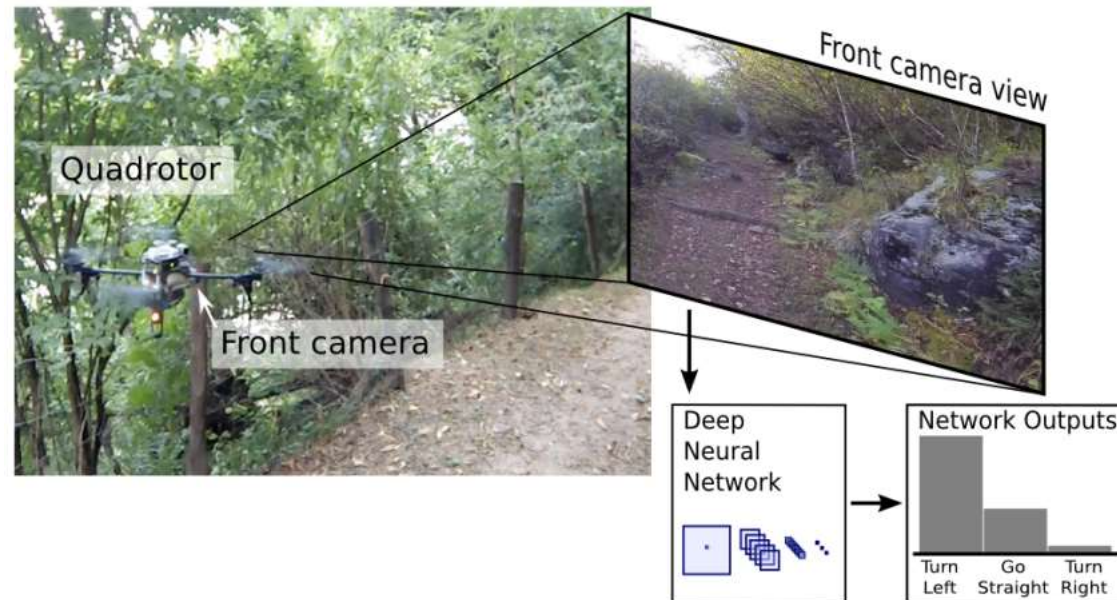 Quadrotor
Front camera
Front camera view
Deep
Neural
Network
Network Outputs
Turn
Left
Go
Straight
Turn
Right